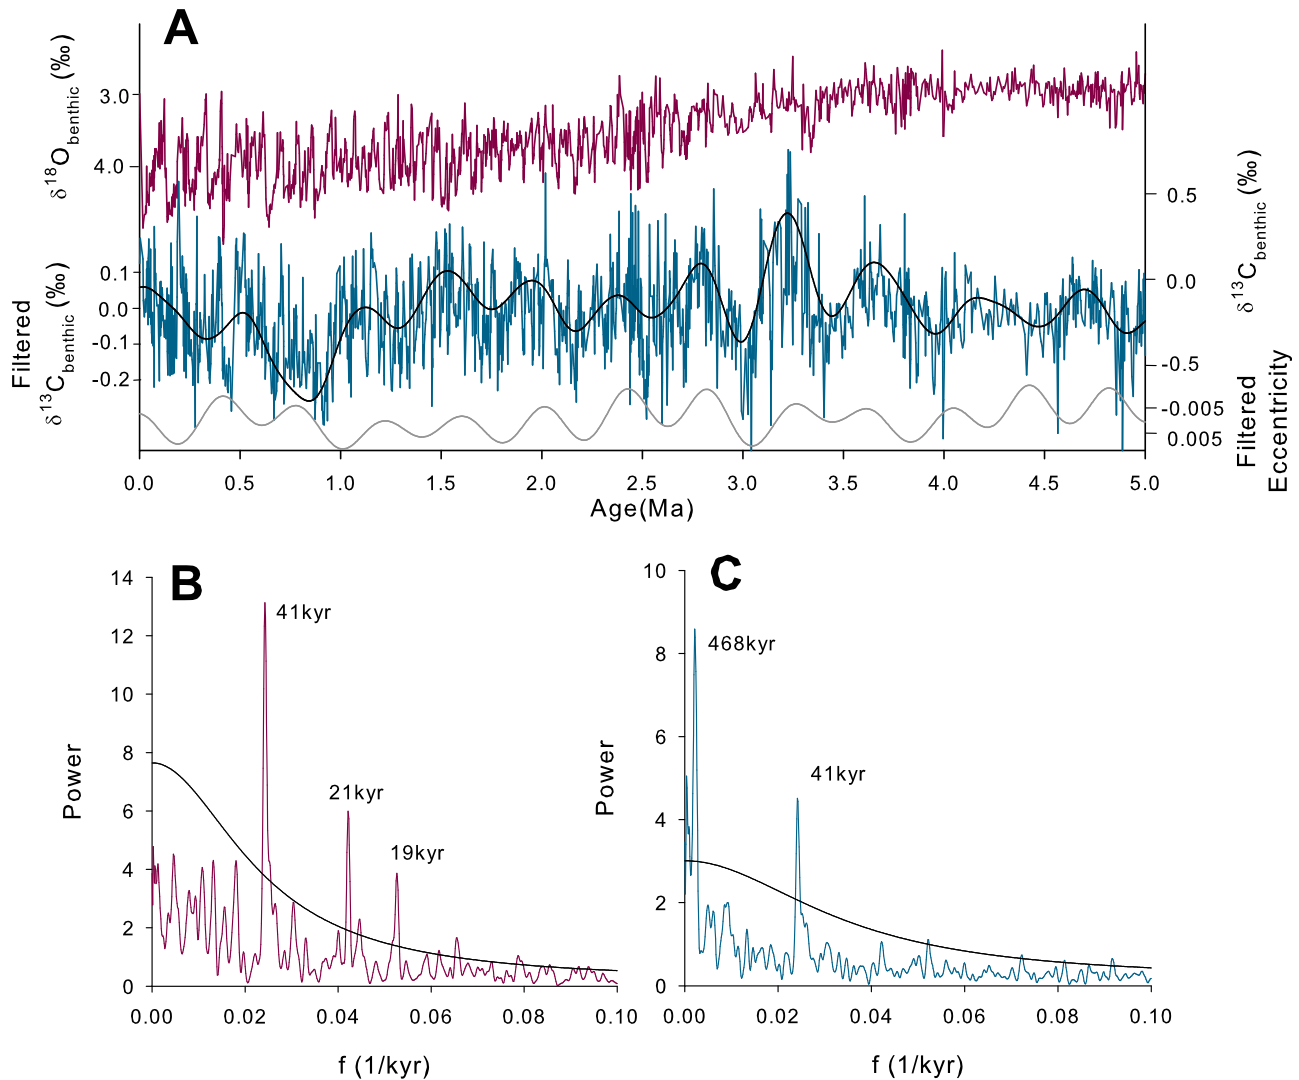 A
δ18Obenthic (‰)
3.0
4.0
Filtered
δ13Cbenthic (‰)
0.1
0.0
-0.1
-0.2
0.5
0.0
-0.5
δ13Cbenthic (‰)
-0.005
0.005
Filtered
Eccentricity
0.0 0.5 1.0 1.5 2.0 2.5 3.0 3.5 4.0 4.5 5.0
Age(Ma)
B
14
12
10
8
6
4
2
0
Power
41kyr
21kyr
19kyr
0.00 0.02 0.04 0.06 0.08 0.10
f (1/kyr)
C
10
8
6
4
2
0
Power
468kyr
41kyr
0.00 0.02 0.04 0.06 0.08 0.10
f (1/kyr)